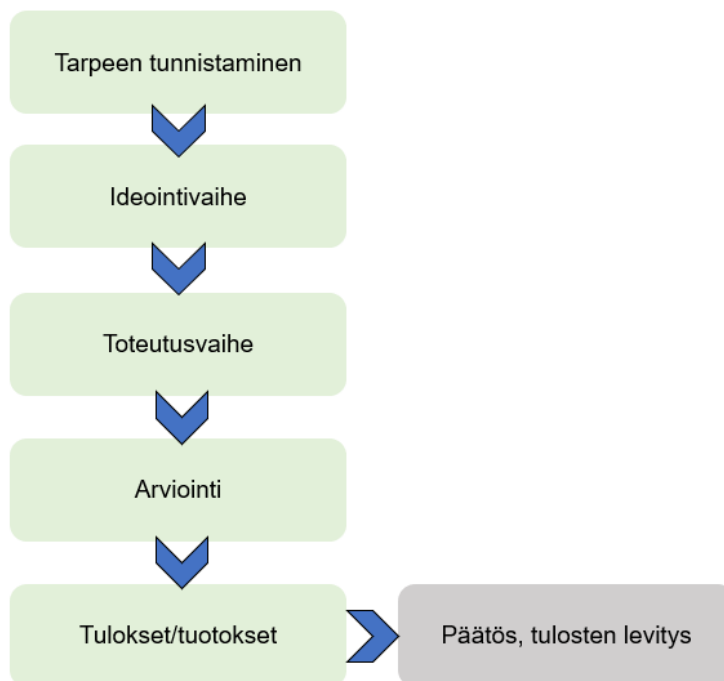 Tarpeen tunnistaminen
Ideointivaihe
Toteutusvaihe
Arviointi
Tulokset/tuotokset
Päätös, tulosten levitys